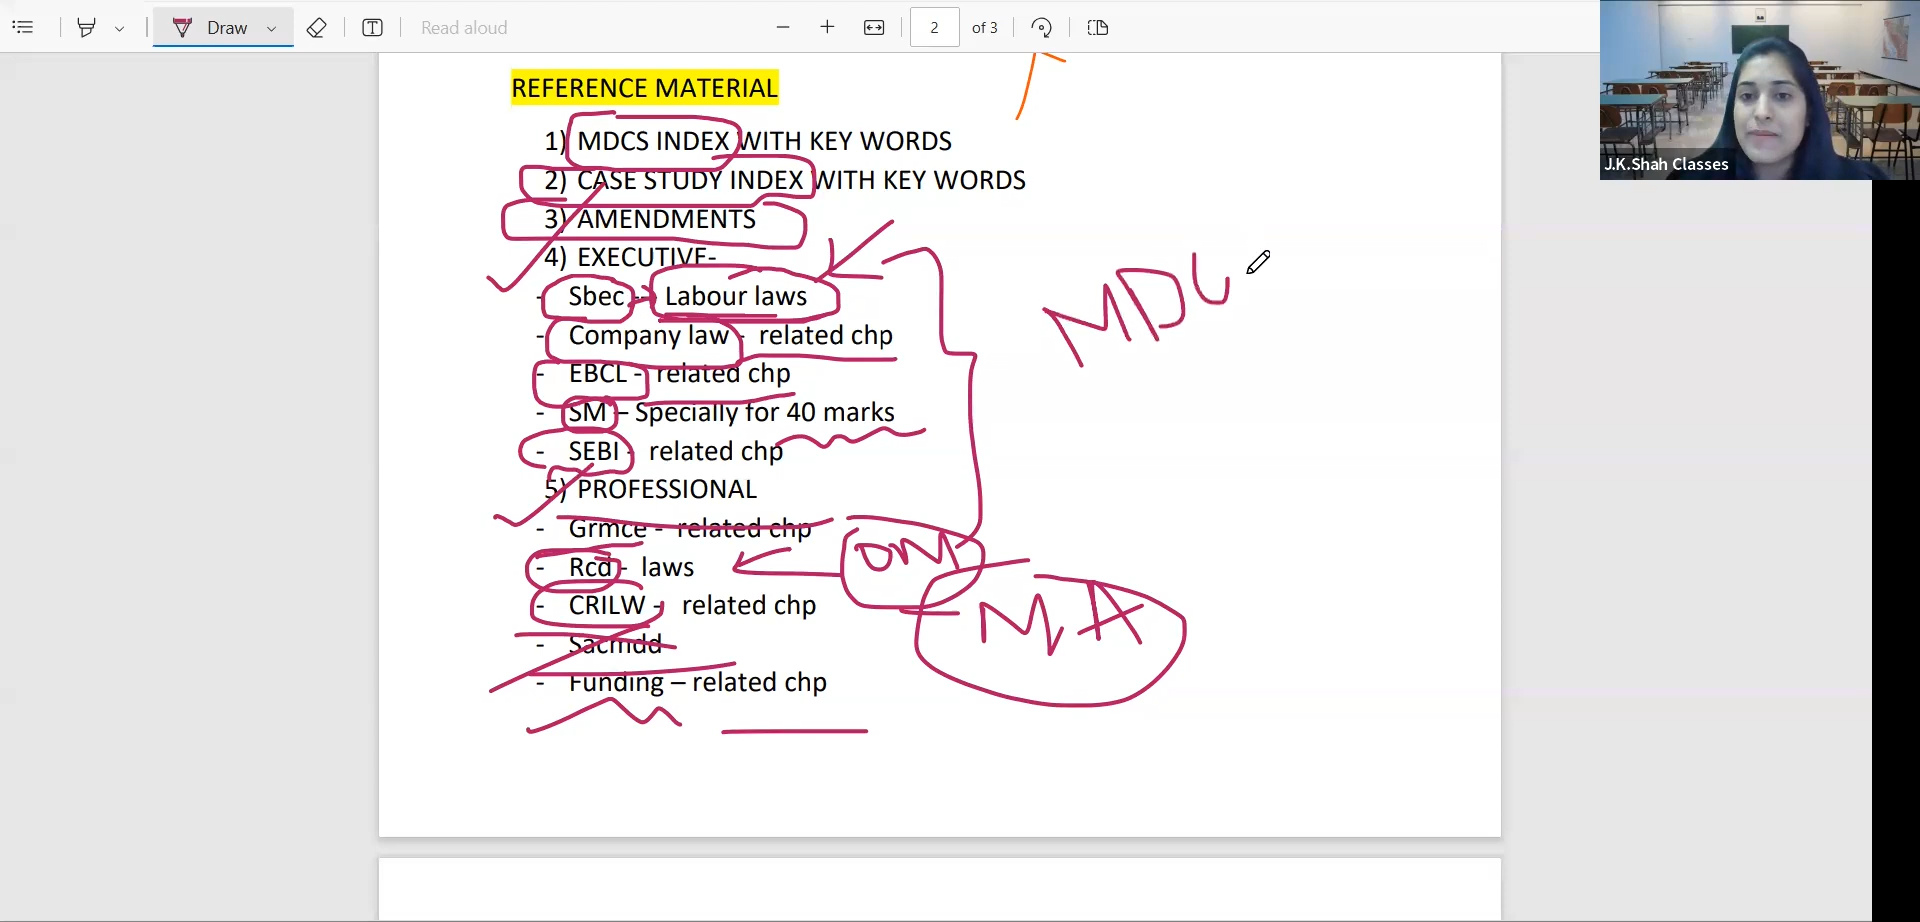 Draw
Read aloud
2 of 3
J.K.Shah Classes
REFERENCE MATERIAL
1) MDCS INDEX WITH KEY WORDS
2) CASE STUDY INDEX WITH KEY WORDS
3) AMENDMENTS
4) EXECUTIVE-
- Sbec - Labour laws
- Company law - related chp
- EBCL - related chp
- SM – Specially for 40 marks
- SEBI - related chp
5) PROFESSIONAL
- Grmce - related chp
- Rcd - laws
- CRILW - related chp
- Sacmdd
- Funding – related chp
OM
MA
MD